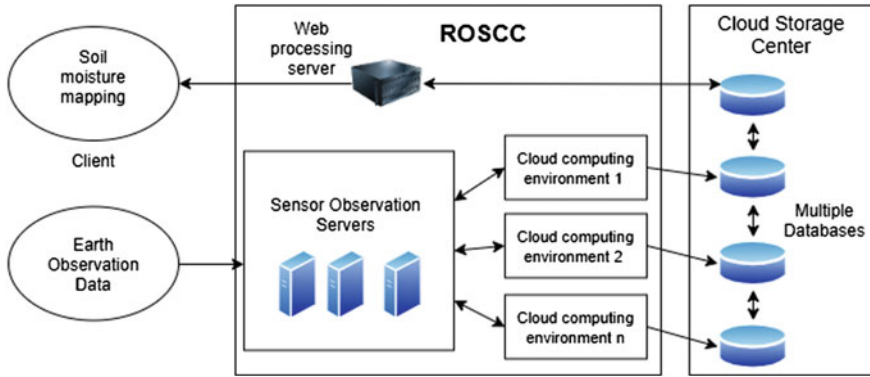 Soil
moisture
mapping
Client
Earth
Observation
Data
Web
processing
server
ROSCC
Sensor Observation
Servers
Cloud computing
environment 1
Cloud computing
environment 2
Cloud computing
environment n
Cloud Storage
Center
Multiple
Databases